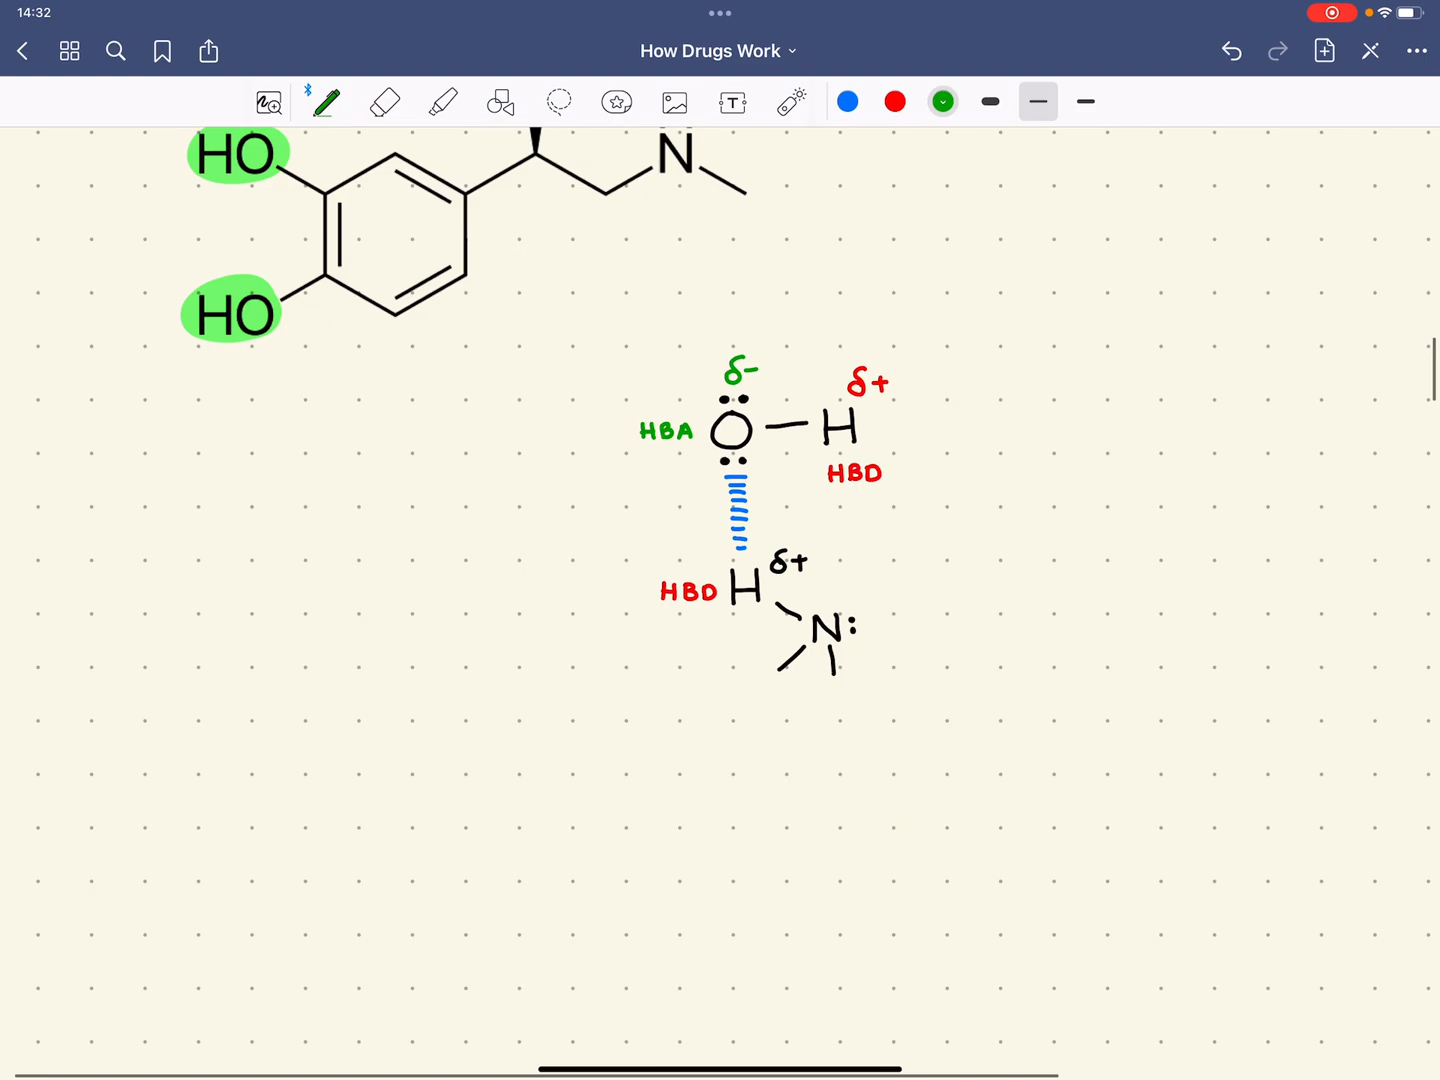 14:32
How Drugs Work
T
HO
N
HO
δ-
δ+
HBA O H
HBD
δ+
HBD H
N: